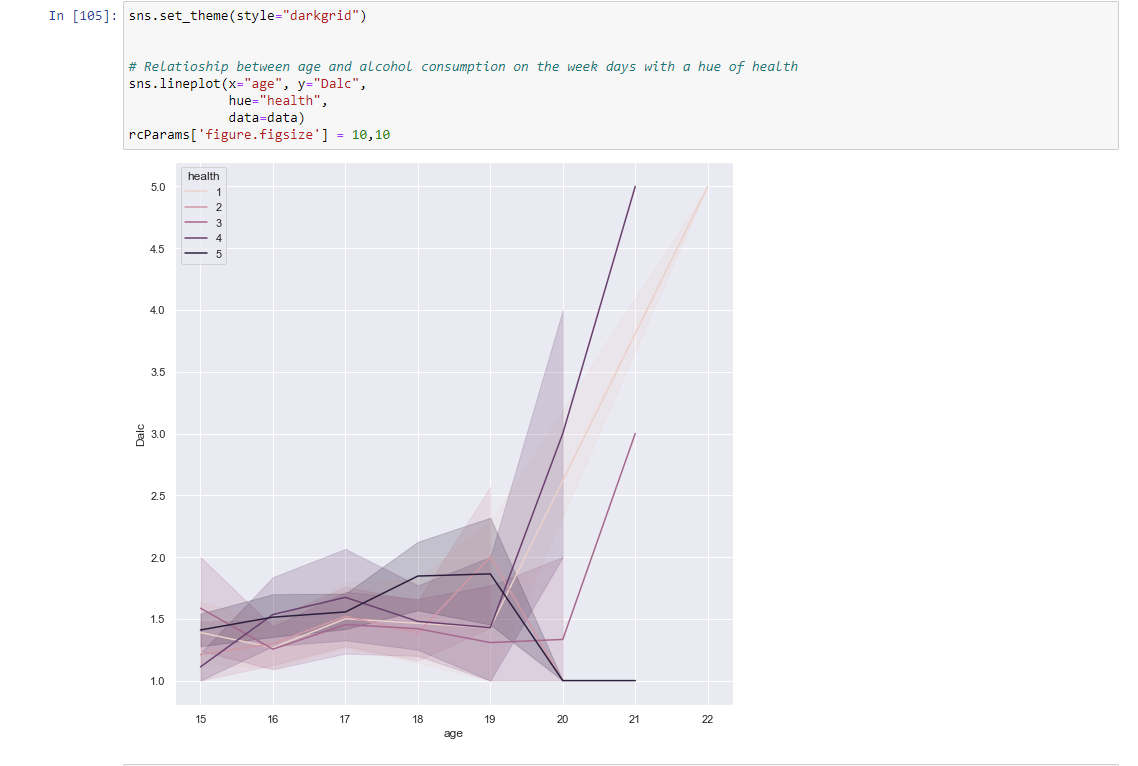 In [105]: sns.set_theme(style="darkgrid")
# Relatioship between age and alcohol consumption on the week days with a hue of health
sns.lineplot(x="age", y="Dalc",
hue="health",
data=data)
rcParams['figure.figsize'] = 10,10
health
1
2
3
4
5
5.0
4.5
4.0
3.5
3.0
2.5
2.0
1.5
1.0
Dalc
15 16 17 18 19 20 21 22
age